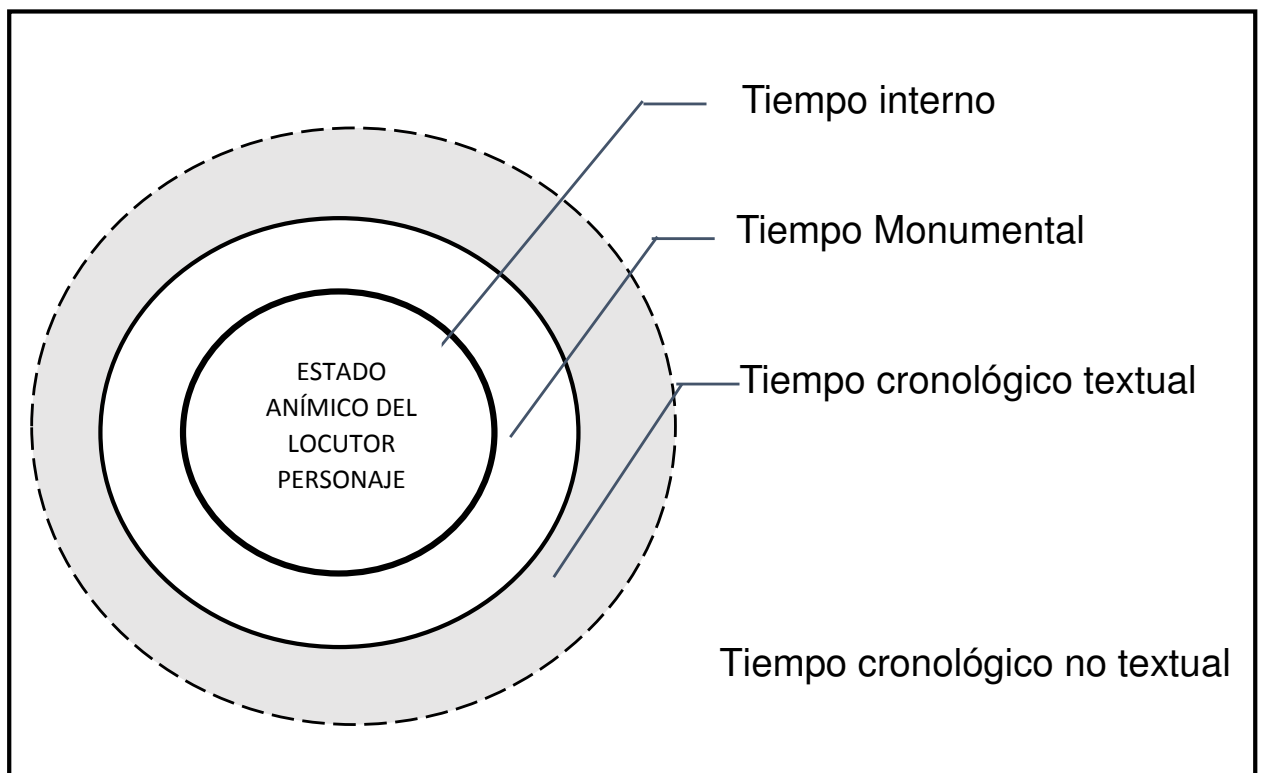 Tiempo interno
Tiempo Monumental
ESTADO
ANÍMICO DEL
LOCUTOR
PERSONAJE
Tiempo cronológico textual
Tiempo cronológico no textual